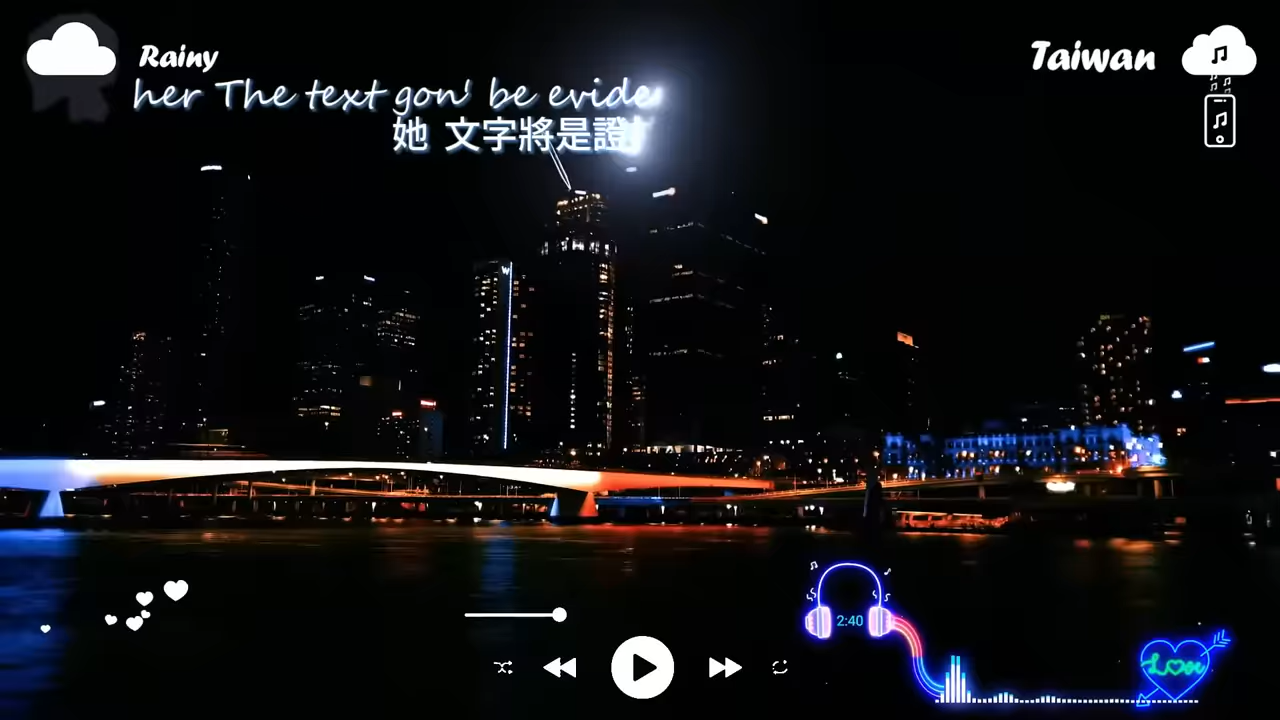 Rainy
Taiwan
her The text gon' be evide
她 文字將是證
2:40
Love
W